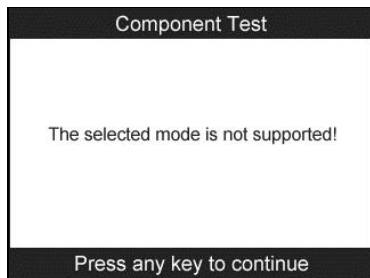 Component Test
The selected mode is not supported!
Press any key to continue